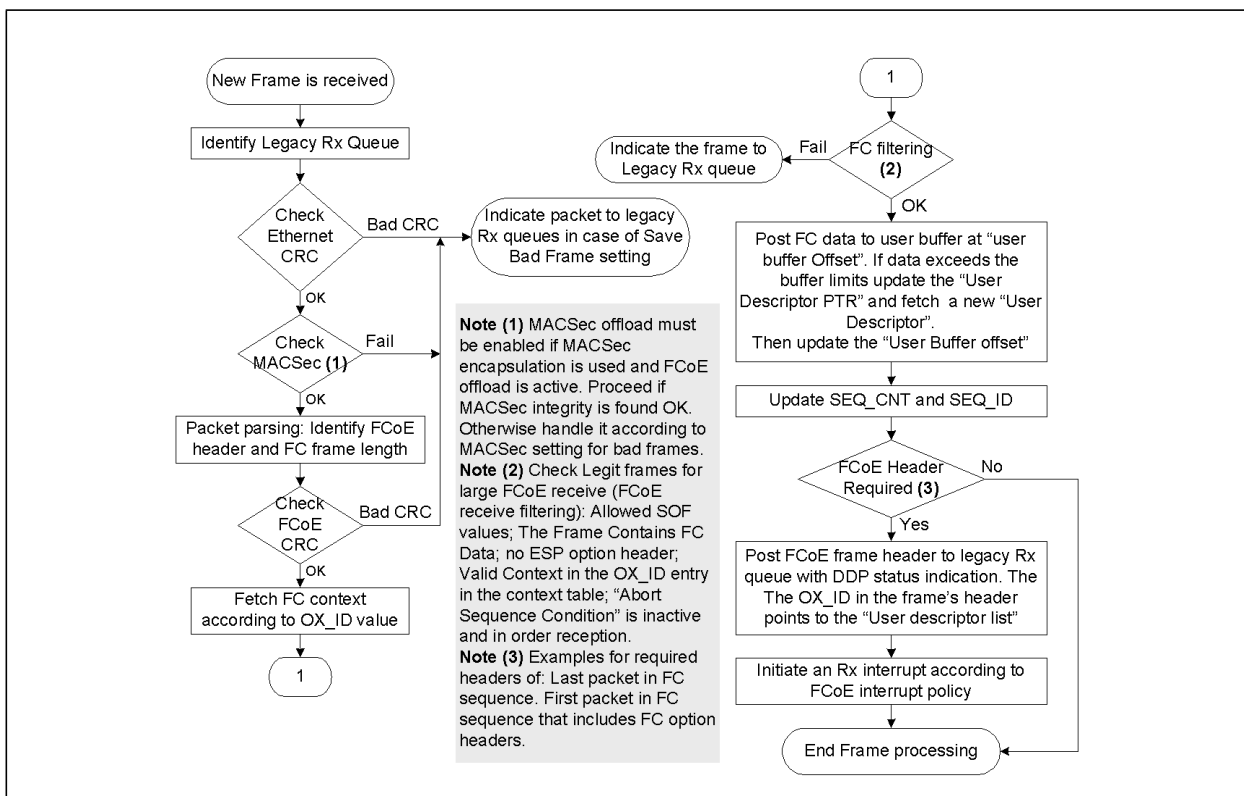 New Frame is received
Identify Legacy Rx Queue
Check
Ethernet
CRC
Bad CRC
OK
Indicate packet to legacy
Rx queues in case of Save
Bad Frame setting
Check
MACSec (1)
Fail
OK
Packet parsing: Identify FCoE
header and FC frame length
Check
FCoE
CRC
Bad CRC
OK
Fetch FC context
according to OX_ID value
1
Note (1) MACSec offload must
be enabled if MACSec
encapsulation is used and FCoE
offload is active. Proceed if
MACSec integrity is found OK.
Otherwise handle it according to
MACSec setting for bad frames.
Note (2) Check Legit frames for
large FCoE receive (FCoE
receive filtering): Allowed SOF
values; The Frame Contains FC
Data; no ESP option header;
Valid Context in the OX_ID entry
in the context table; “Abort
Sequence Condition” is inactive
and in order reception.
Note (3) Examples for required
headers of: Last packet in FC
sequence. First packet in FC
sequence that includes FC option
headers.
1
FC filtering
(2)
Fail
Indicate the frame to
Legacy Rx queue
OK
Post FC data to user buffer at “user
buffer Offset”. If data exceeds the
buffer limits update the “User
Descriptor PTR” and fetch a new “User
Descriptor”.
Then update the “User Buffer offset”
Update SEQ_CNT and SEQ_ID
FCoE Header
Required (3)
No
Yes
Post FCoE frame header to legacy Rx
queue with DDP status indication. The
The OX_ID in the frame’s header
points to the “User descriptor list”
Initiate an Rx interrupt according to
FCoE interrupt policy
End Frame processing